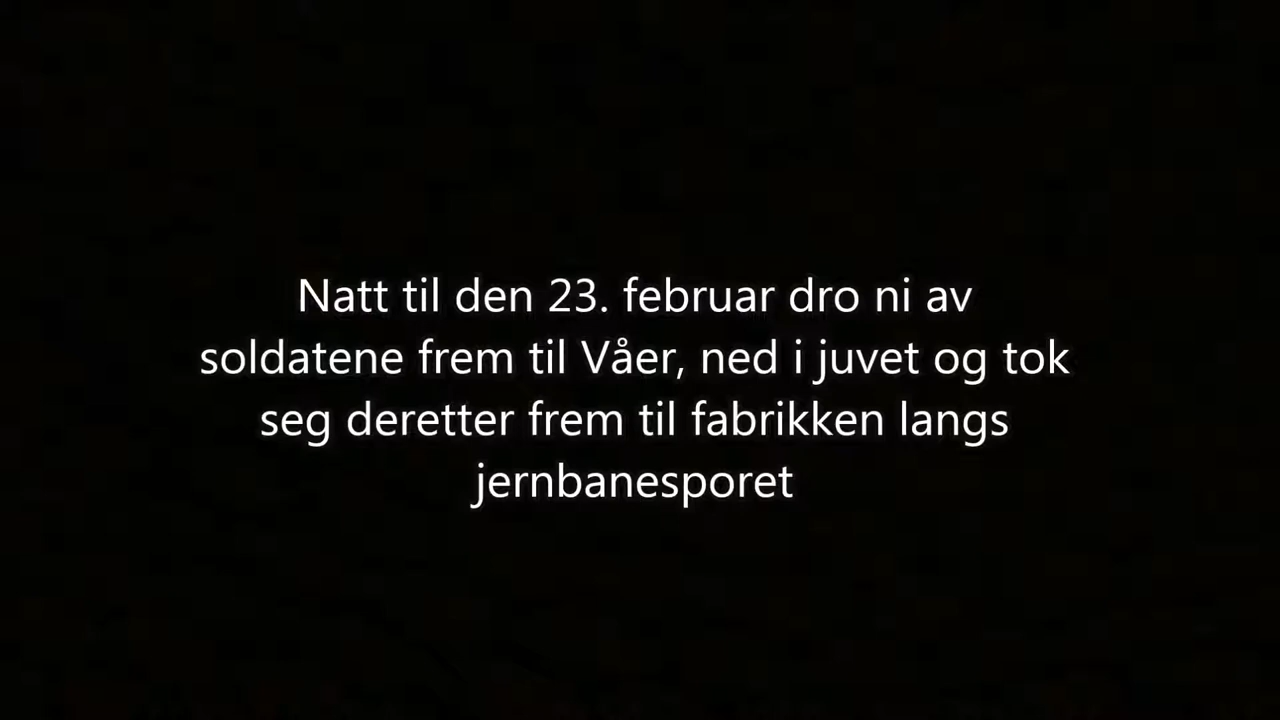 Natt til den 23. februar dro ni av
soldatene frem til Våer, ned i juvet og tok
seg deretter frem til fabrikken langs
jernbanesporet